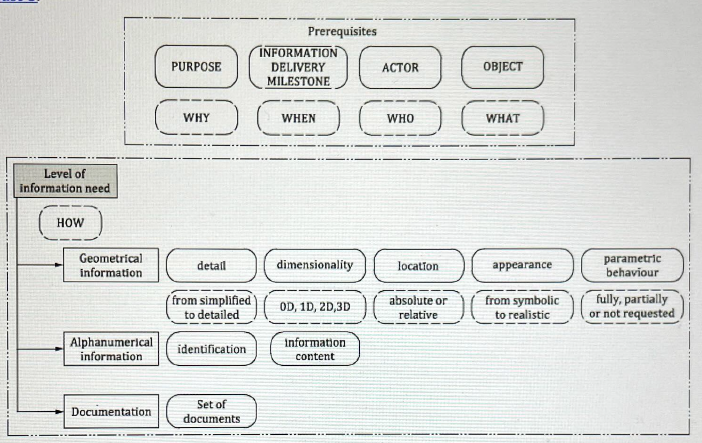 Prerequisites
PURPOSE
INFORMATION
DELIVERY
MILESTONE
ACTOR
OBJECT
WHY
WHEN
WHO
WHAT
Level of
information need
HOW
Geometrical
information
detail
dimensionality
location
appearance
parametric
behaviour
from simplified
to detailed
0D, 1D, 2D,3D
absolute or
relative
from symbolic
to realistic
fully, partially
or not requested
Alphanumerical
information
identification
information
content
Documentation
Set of
documents